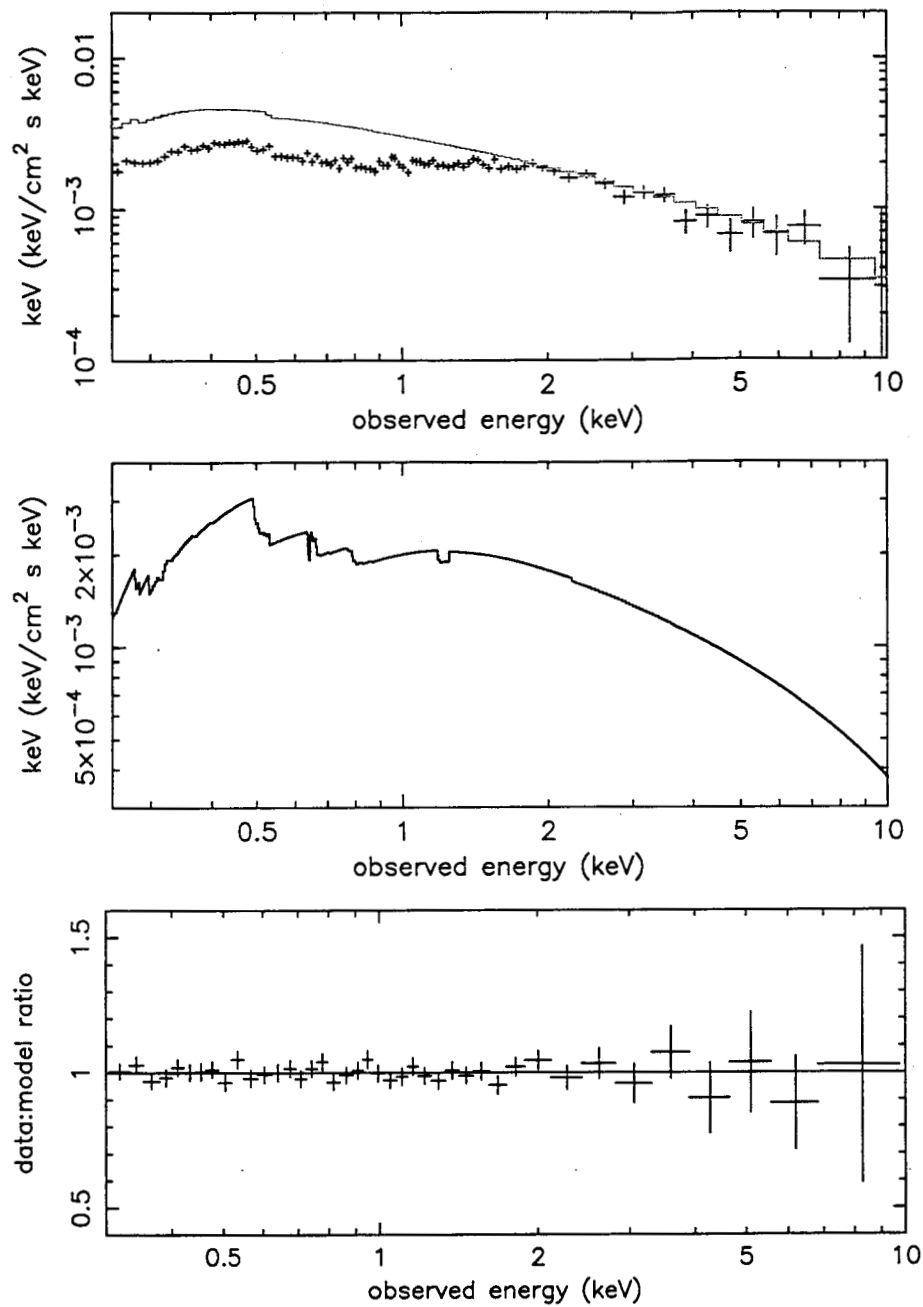 keV (keV/cm² s keV)
0.01
10⁻³
10⁻⁴
0.5 1 2 5 10
observed energy (keV)
keV (keV/cm² s keV)
2×10⁻³
10⁻³
5×10⁻⁴
0.5 1 2 5 10
observed energy (keV)
data:model ratio
1.5
1
0.5
0.5 1 2 5 10
observed energy (keV)